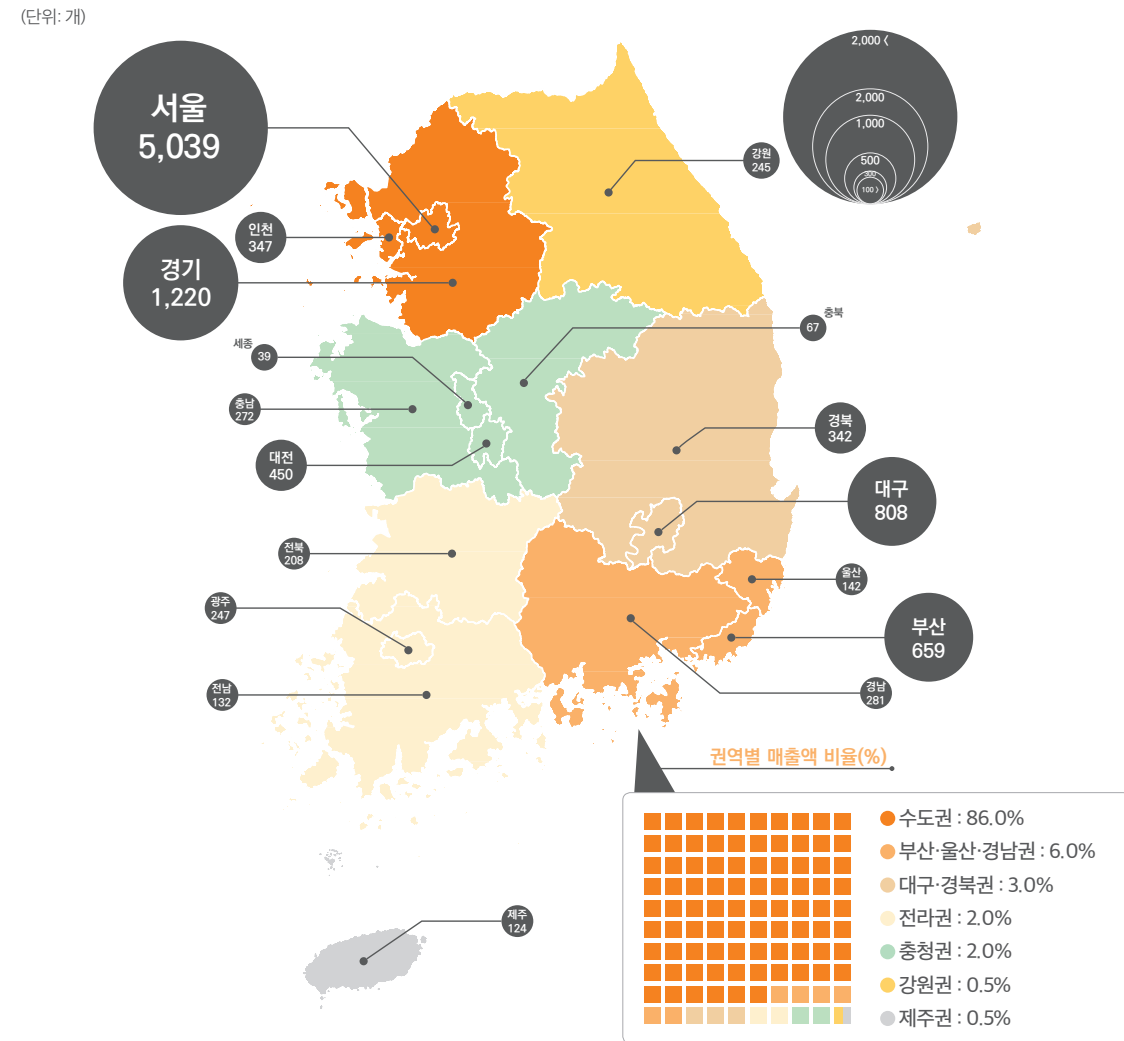 (단위: 개)
서울
5,039
인천
347
경기
1,220
강원
245
2,000 〈
2,000
1,000
500
300
100 〉
충북
67
세종
39
충남
272
대전
450
경북
342
대구
808
전북
208
울산
142
광주
247
부산
659
전남
132
경남
281
권역별 매출액 비율(%)
수도권 : 86.0%
부산·울산·경남권 : 6.0%
대구·경북권 : 3.0%
전라권 : 2.0%
충청권 : 2.0%
강원권 : 0.5%
제주권 : 0.5%
제주
124